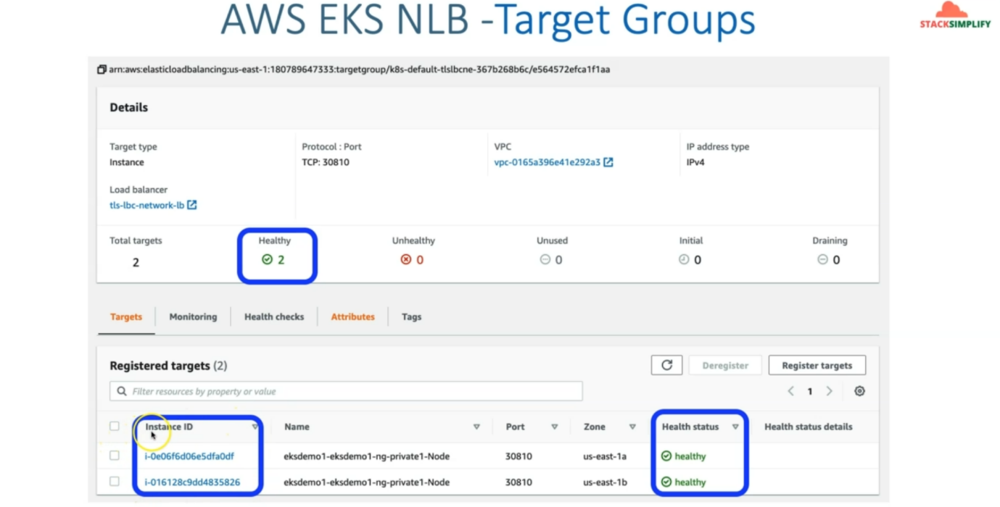 AWS EKS NLB -Target Groups
STACKSIMPLIFY
arn:aws:elasticloadbalancing:us-east-1:180789647333:targetgroup/k8s-default-tlslbcne-367b268b6c/e564572efca1f1aa
Details
Target type
Instance
Protocol : Port
TCP: 30810
VPC
vpc-0165a396e41e292a3
IP address type
IPv4
Load balancer
tls-lbc-network-lb
Total targets
2
Healthy
2
Unhealthy
0
Unused
0
Initial
0
Draining
0
Targets Monitoring Health checks Attributes Tags
Registered targets (2)
Deregister
Register targets
Filter resources by property or value
1
Instance ID Name Port Zone Health status Health status details
i-0e06f6d06e5dfa0df eksdemo1-eksdemo1-ng-private1-Node 30810 us-east-1a healthy
i-016128c9dd4835826 eksdemo1-eksdemo1-ng-private1-Node 30810 us-east-1b healthy